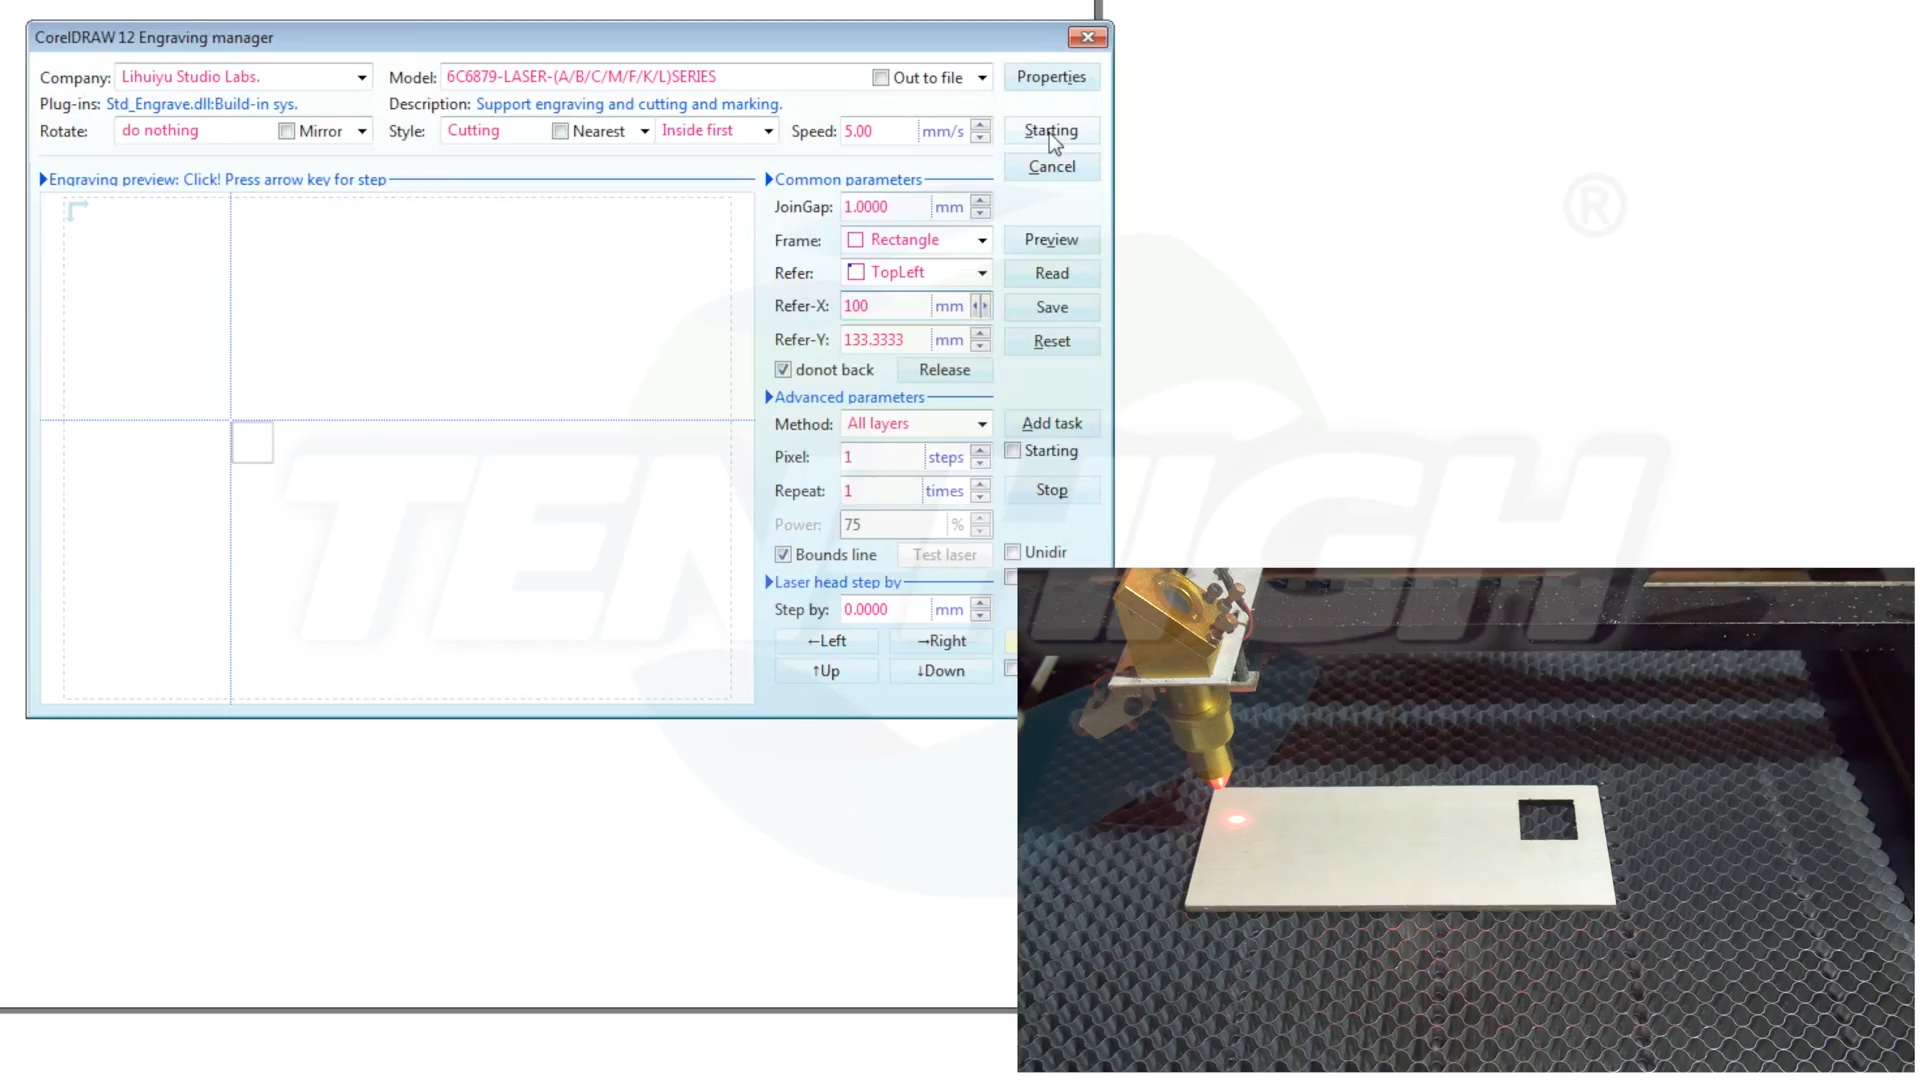 CorelDRAW 12 Engraving manager
Company: Lihuiyu Studio Labs. Model: 6C6879-LASER-(A/B/C/M/F/K/L)SERIES Out to file Properties
Plug-ins: Std_Engrave.dll:Build-in sys. Description: Support engraving and cutting and marking.
Rotate: do nothing Mirror Style: Cutting Nearest Inside first Speed: 5.00 mm/s Starting
Cancel
Engraving preview: Click! Press arrow key for step Common parameters
JoinGap: 1.0000 mm
Frame: Rectangle Preview
Refer: TopLeft Read
Refer-X: 100 mm Save
Refer-Y: 133.3333 mm Reset
donot back Release
Advanced parameters
Method: All layers Add task
Starting
Pixel: 1 steps
Repeat: 1 times Stop
Power: 75 %
Bounds line Test laser Unidir
Laser head step by
Step by: 0.0000 mm
←Left →Right
↑Up ↓Down
TEN-HIGH
®